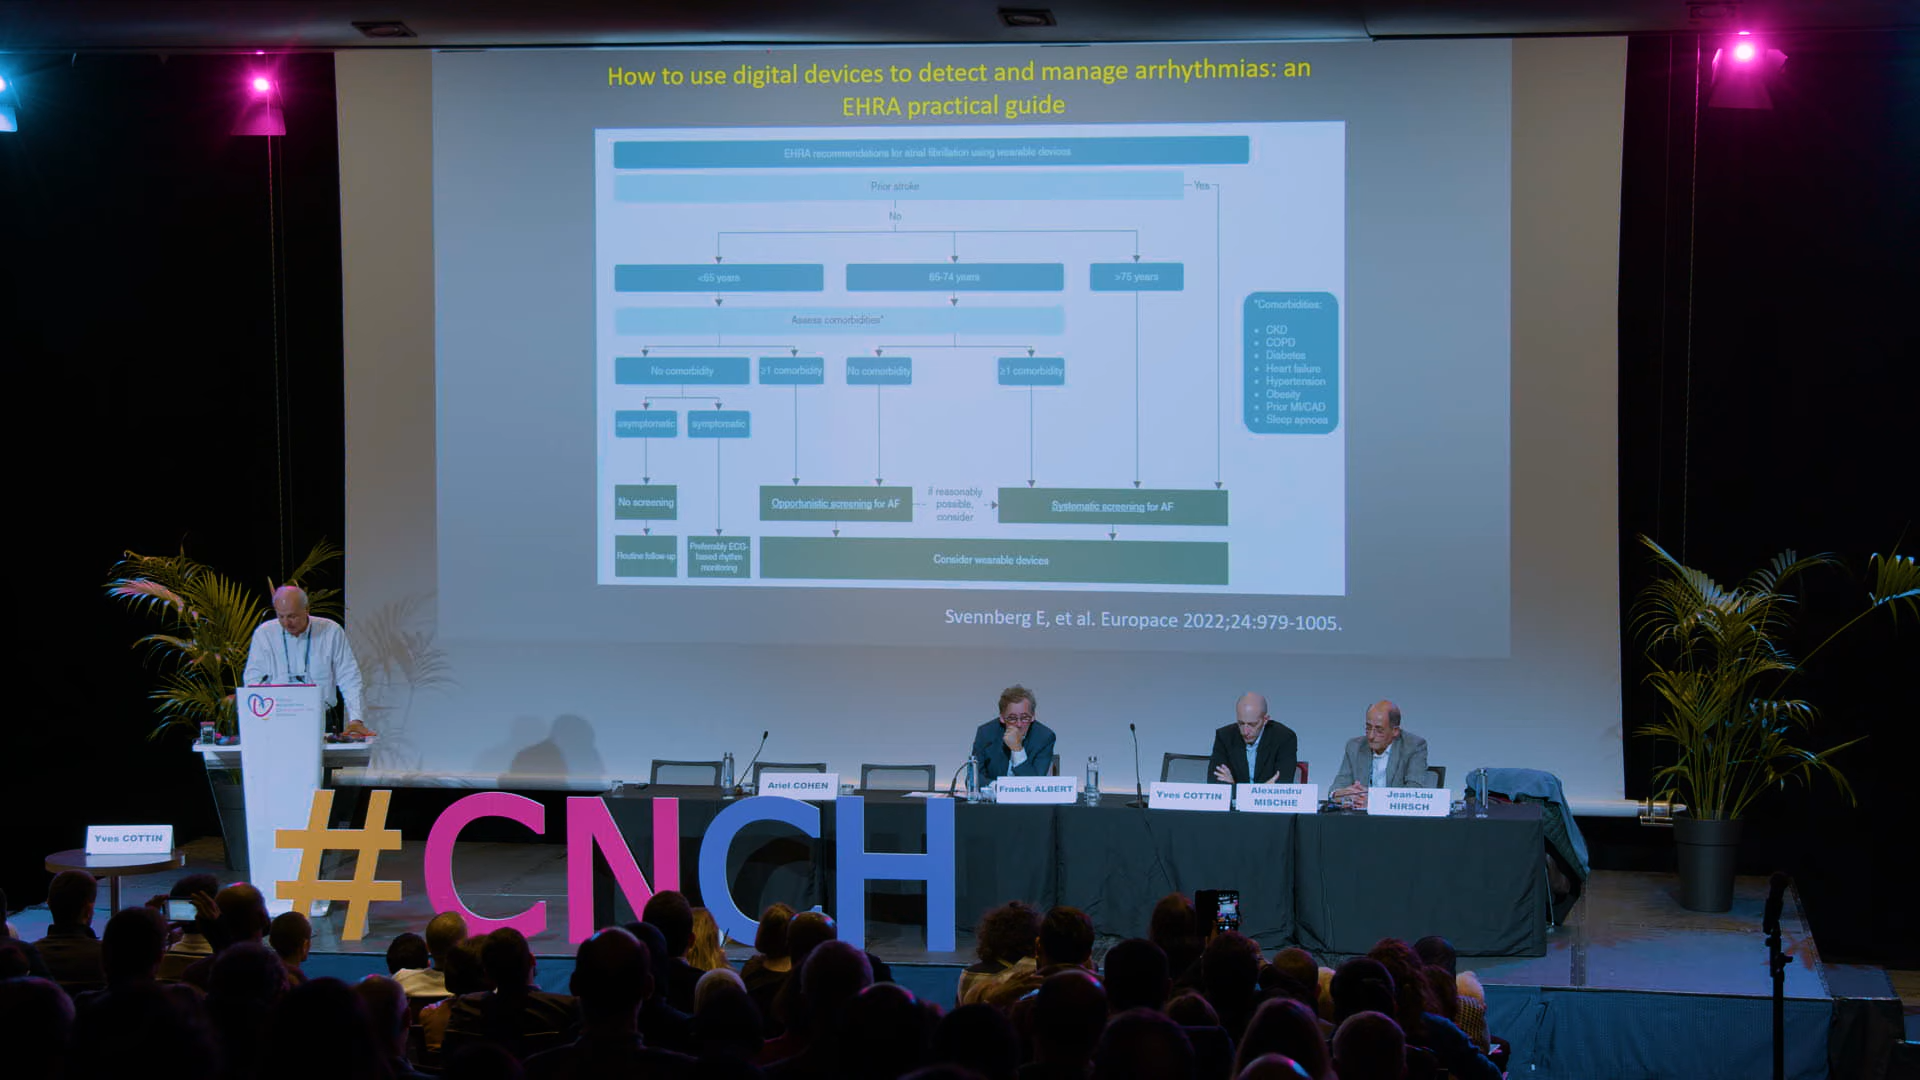 How to use digital devices to detect and manage arrhythmias: an
EHRA practical guide
EHRA recommendations for atrial fibrillation using wearable devices
Prior stroke
Yes
No
<65 years
65-74 years
>75 years
Assess comorbidities*
No comorbidity
≥1 comorbidity
No comorbidity
≥1 comorbidity
*Comorbidities:
• CKD
• COPD
• Diabetes
• Heart failure
• Hypertension
• Obesity
• Prior MI/CAD
• Sleep apnoea
asymptomatic
symptomatic
No screening
Opportunistic screening for AF
if reasonably
possible,
consider
Systematic screening for AF
Routine follow-up
Preferably ECG-
based rhythm
monitoring
Consider wearable devices
Svennberg E, et al. Europace 2022;24:979-1005.
Ariel COHEN
Franck ALBERT
Yves COTTIN
Alexandru
MISCHIE
Jean-Lou
HIRSCH
Yves COTTIN
#CNCH